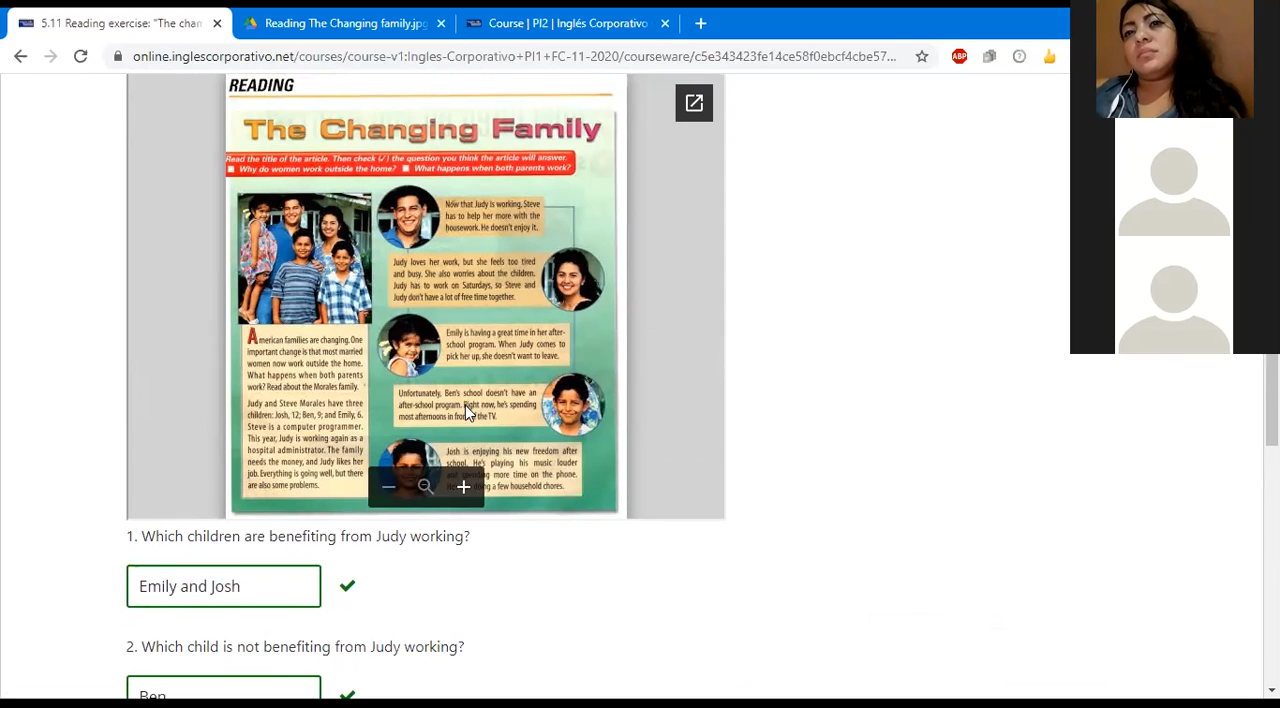 5.11 Reading exercise: "The chan
Reading The Changing family.jpg
Course | PI2 | Inglés Corporativo
online.inglescorporativo.net/courses/course-v1:Ingles-Corporativo+PI1+FC-11-2020/courseware/c5e343423fe14ce58f0ebcf4cbe57...
ABP
READING
The Changing Family
Read the title of the article. Then check (✓) the question you think the article will answer.
Why do women work outside the home? What happens when both parents work?
Now that Judy is working, Steve
has to help her more with the
housework. He doesn't enjoy it.
Judy loves her work, but she feels too tired
and busy. She also worries about the children.
Judy has to work on Saturdays, so Steve and
Judy don't have a lot of free time together.
American families are changing. One
important change is that most married
women now work outside the home.
What happens when both parents
work? Read about the Morales family.
Judy and Steve Morales have three
children: Josh, 12; Ben, 9; and Emily, 6.
Steve is a computer programmer.
This year, Judy is working again as a
hospital administrator. The family
needs the money, and Judy likes her
job. Everything is going well, but there
are also some problems.
Emily is having a great time in her after-
school program. When Judy comes to
pick her up, she doesn't want to leave.
Unfortunately, Ben's school doesn't have an
after-school program. Right now, he's spending
most afternoons in front of the TV.
Josh is enjoying his new freedom after
school. He's playing his music louder
and spending more time on the phone.
doing a few household chores.
1. Which children are benefiting from Judy working?
Emily and Josh
2. Which child is not benefiting from Judy working?
Ben